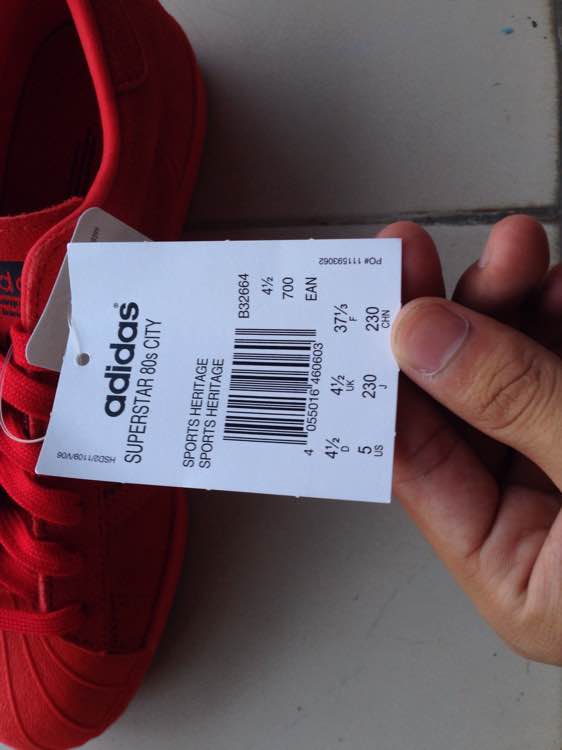 adidas®
SUPERSTAR 80s CITY
SPORTS HERITAGE
SPORTS HERITAGE
B32664
4½
700
EAN
4 055016 460603
4½ 4½ 37⅓
D UK F
5 230 230
US J CHN
HSD2/1109/V06
PO# 111593062